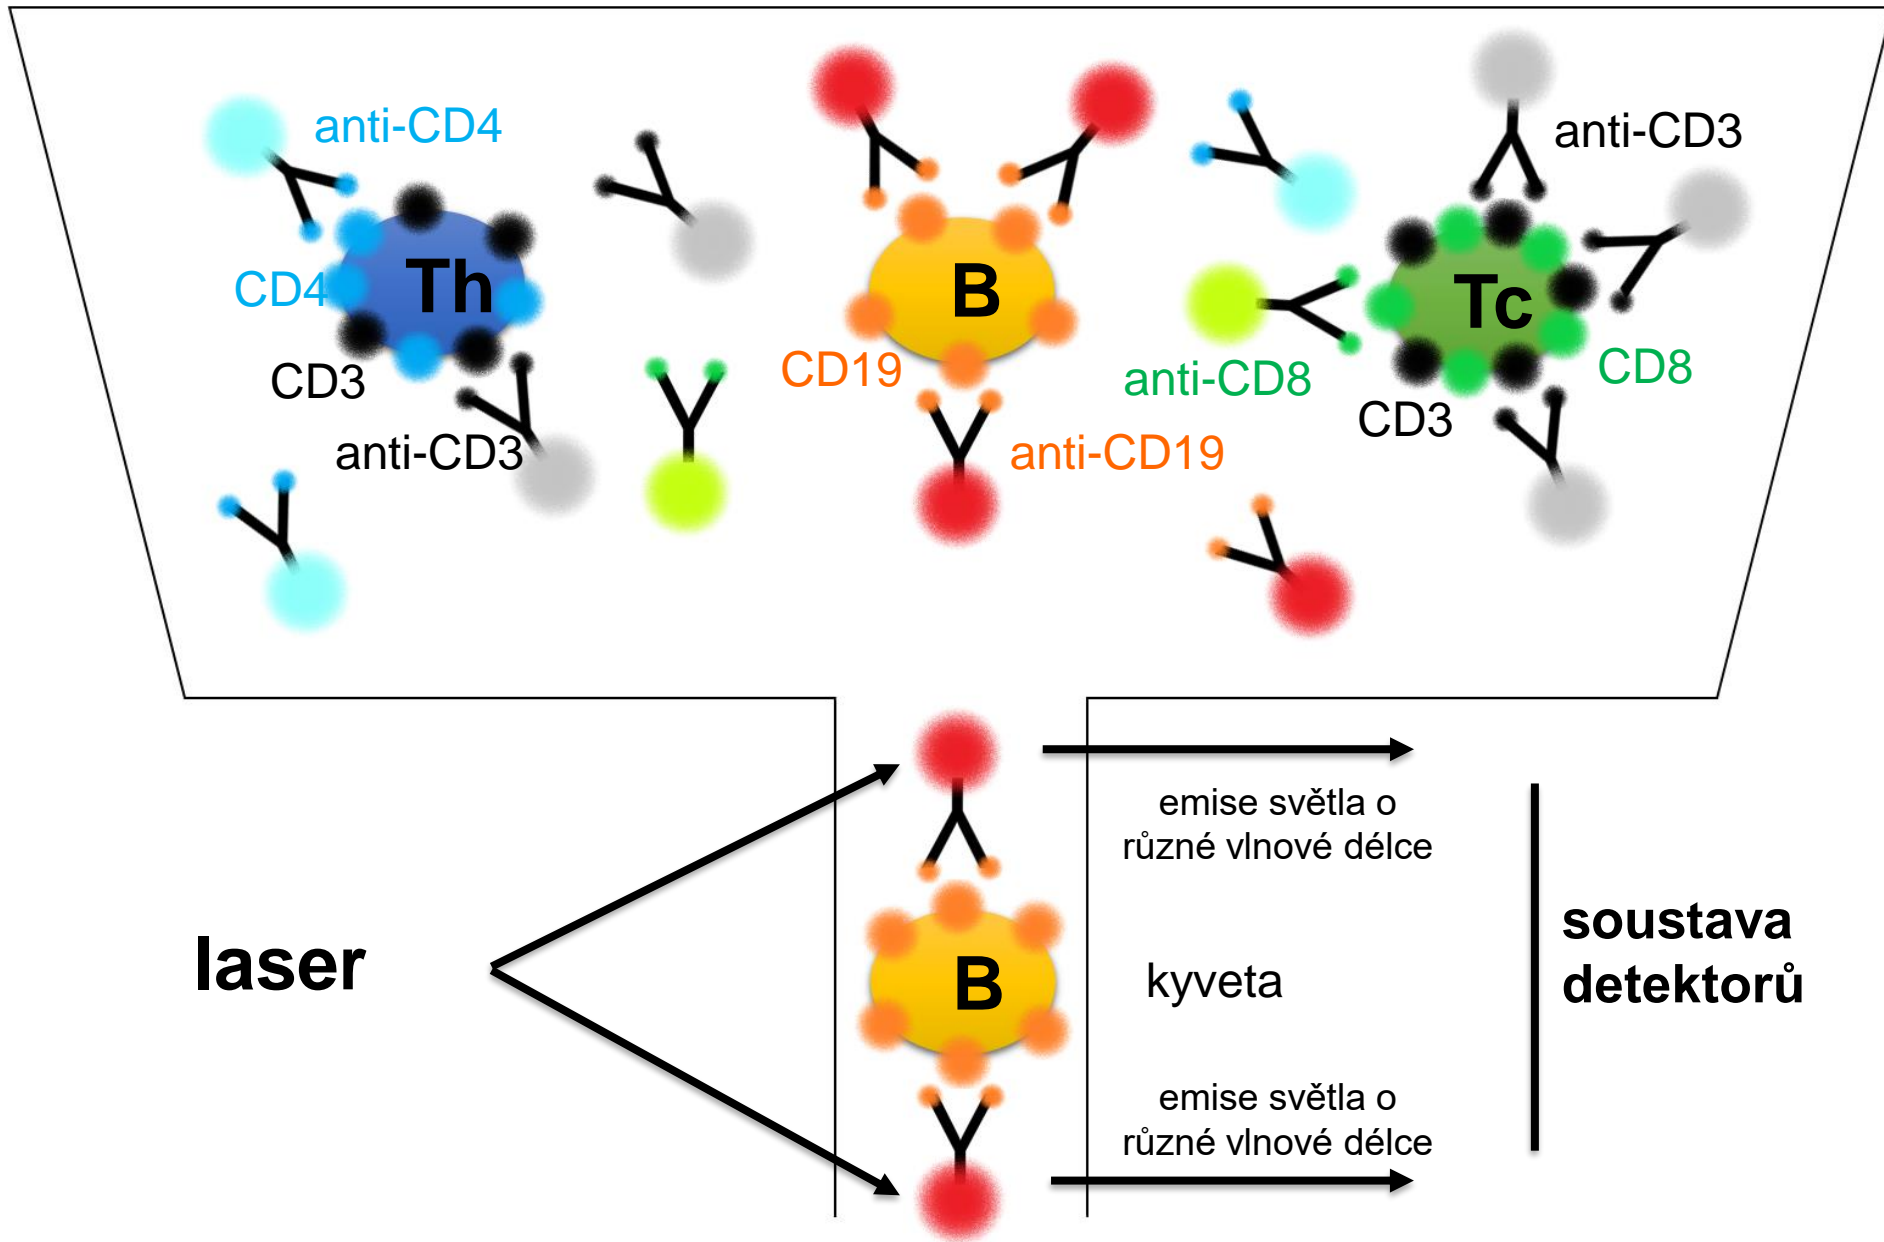 anti-CD4
anti-CD3
Th
CD4
B
Tc
CD3
CD19
anti-CD8
CD8
CD3
anti-CD3
anti-CD19
emise světla o
různé vlnové délce
laser
B
kyveta
soustava
detektorů
emise světla o
různé vlnové délce